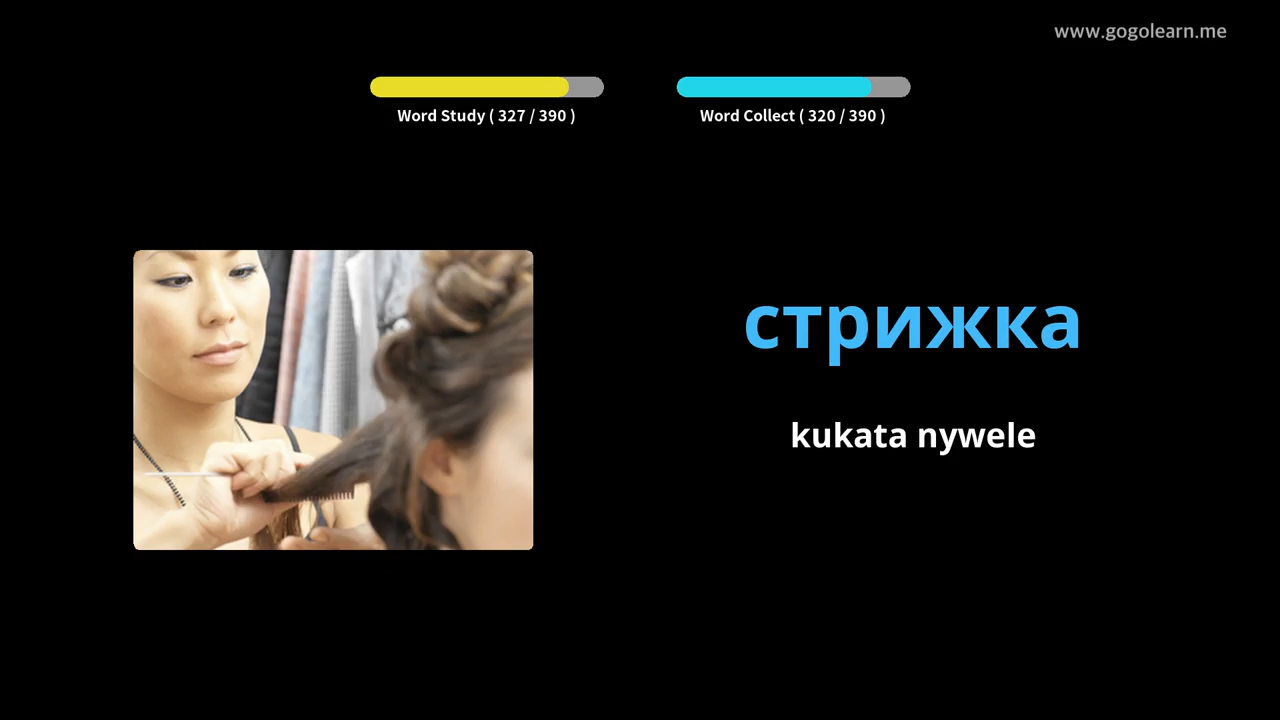 www.gogolearn.me
Word Study ( 327 / 390 )
Word Collect ( 320 / 390 )
стрижка
kukata nywele